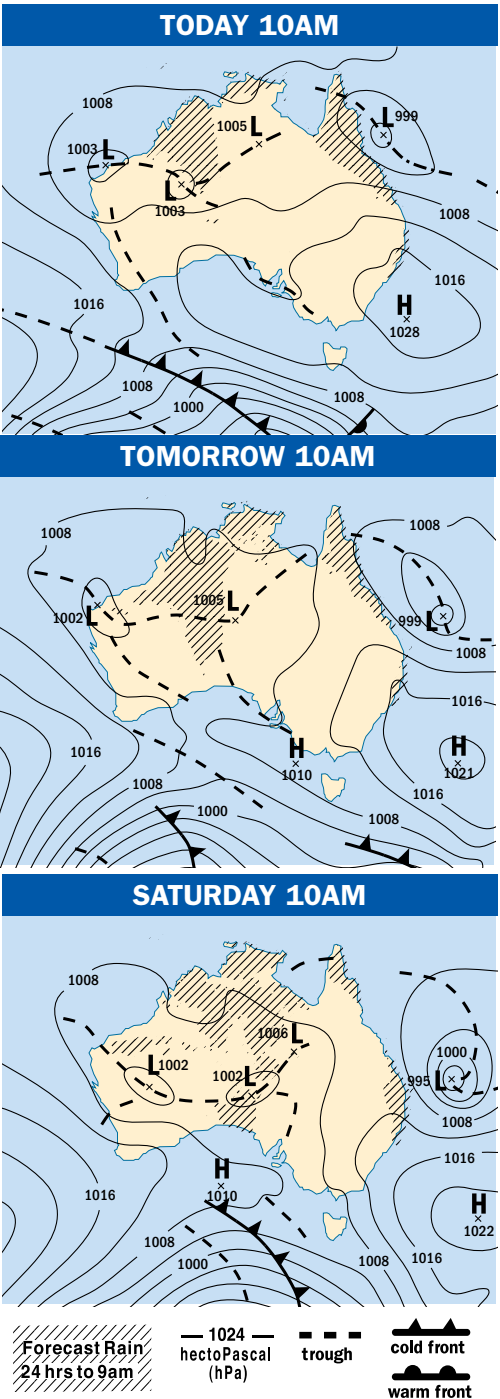 TODAY 10AM
1008
L 999
1005 L
1003 L
L
1003
1008
1016
H
1028
1016
1008
1008
1000
TOMORROW 10AM
1008
1008
1005 L
1002 L
999 L
1008
1016
H
1021
H
1010
1016
1016
1008
1000
1008
SATURDAY 10AM
1008
1006 L
1000
L 1002
1002 L
995 L
1008
1016
H
1010
1016
H
1022
1008
1000
1008
1016
Forecast Rain
24 hrs to 9am
1024
hectoPascal
(hPa)
trough
cold front
warm front